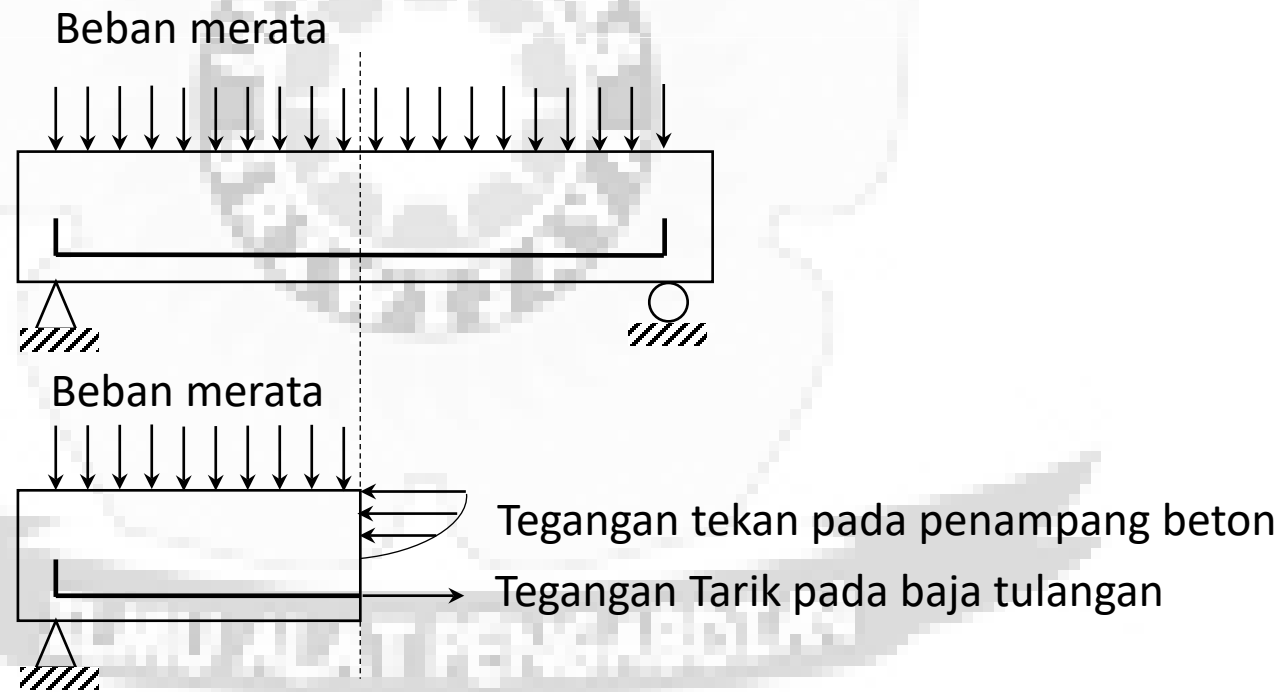 Beban merata
Beban merata
Tegangan tekan pada penampang beton
Tegangan Tarik pada baja tulangan